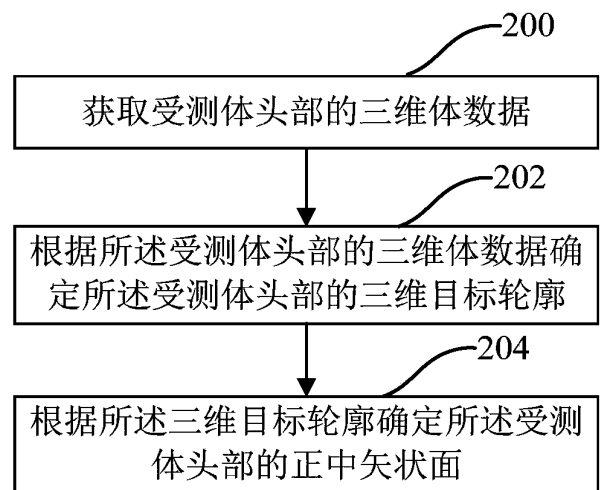 200
获取受测体头部的三维体数据
202
根据所述受测体头部的三维体数据确
定所述受测体头部的三维目标轮廓
204
根据所述三维目标轮廓确定所述受测
体头部的正中矢状面